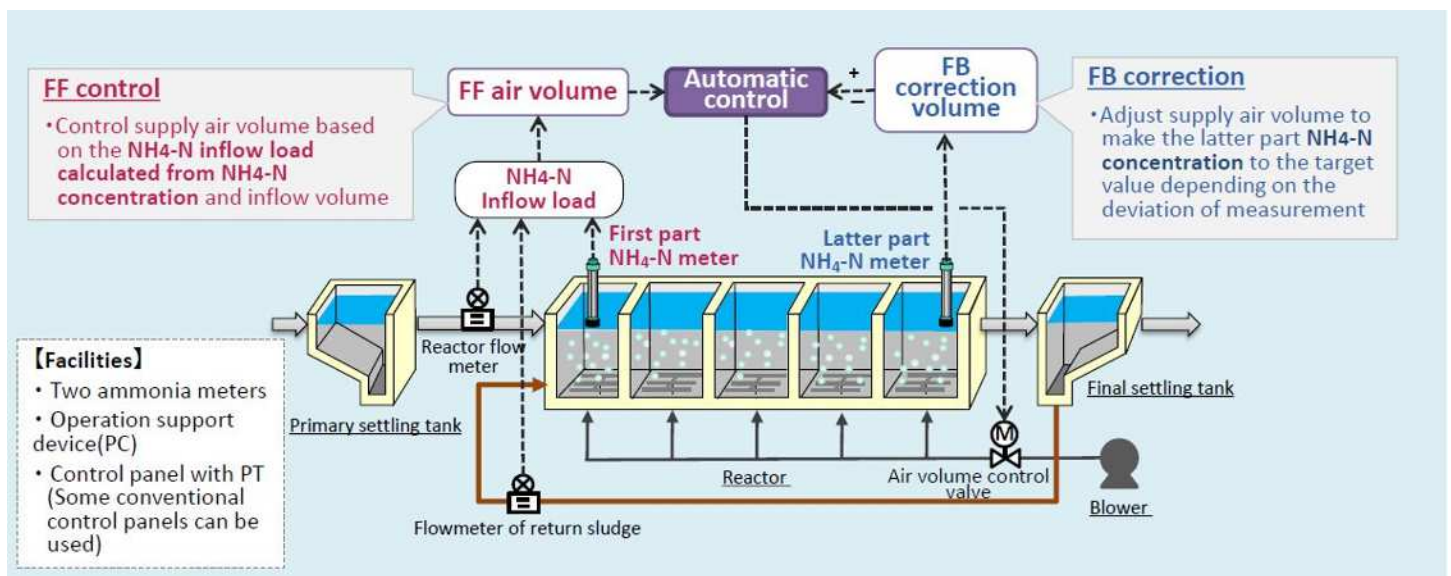 FF control
・Control supply air volume based
on the NH4-N inflow load
calculated from NH4-N
concentration and inflow volume
FF air volume
Automatic
control
+
−
FB
correction
volume
FB correction
・Adjust supply air volume to
make the latter part NH4-N
concentration to the target
value depending on the
deviation of measurement
NH4-N
Inflow load
First part
NH₄-N meter
Latter part
NH₄-N meter
Reactor flow
meter
Primary settling tank
Final settling tank
【Facilities】
・Two ammonia meters
・Operation support
device(PC)
・Control panel with PT
(Some conventional
control panels can be
used)
M
Reactor
Air volume control
valve
Blower
Flowmeter of return sludge